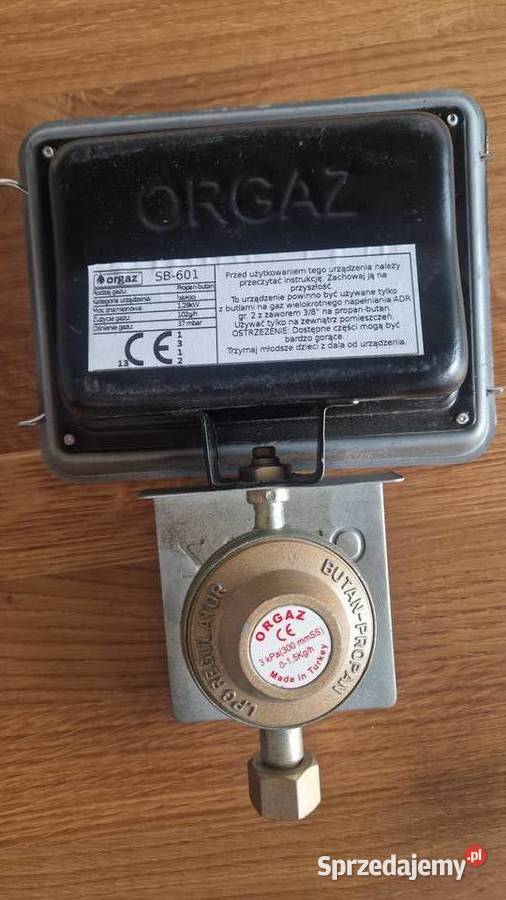 ORGAZ
orgaz SB-601
Rodzaj gazu: Propan-butan
Kategoria urządzenia:
Moc znamionowa: 1,29kW
Zużycie gazu: 102g/h
Ciśnienie gazu: 37 mbar
13 CE 1312
Przed użytkowaniem tego urządzenia należy
przeczytać instrukcję. Zachowaj ją na
przyszłość
To urządzenie powinno być używane tylko
z butlami na gaz wielokrotnego napełniania ADR
gr. 2 z zaworem 3/8" na propan-butan.
Używać tylko na zewnątrz pomieszczeń.
OSTRZEŻENIE: Dostępne części mogą być
bardzo gorące.
Trzymaj młodsze dzieci z dala od urządzenia.
LPG REGULATOR
BUTAN-PROPAN
ORGAZ
CE
3 kPa(300 mmSS)
0-1,5Kg/h
Made in Turkey
Sprzedajemy.pl